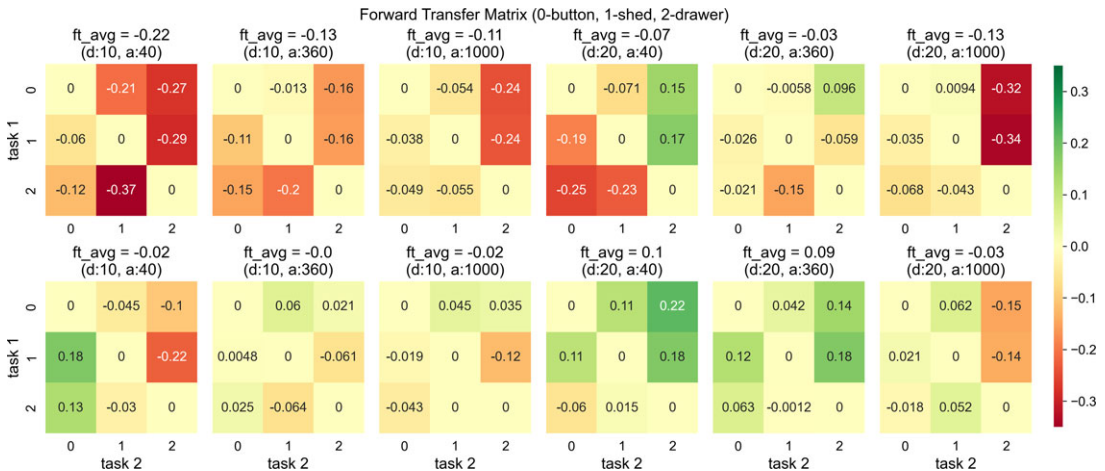 Forward Transfer Matrix (0-button, 1-shed, 2-drawer)
ft_avg = -0.22 ft_avg = -0.13 ft_avg = -0.11 ft_avg = -0.07 ft_avg = -0.03 ft_avg = -0.13
(d:10, a:40) (d:10, a:360) (d:10, a:1000) (d:20, a:40) (d:20, a:360) (d:20, a:1000)
0 0 -0.21 -0.27 0 -0.013 -0.16 0 -0.054 -0.24 0 -0.071 0.15 0 -0.0058 0.096 0 0.0094 -0.32
task 1 1 -0.06 0 -0.29 -0.11 0 -0.16 -0.038 0 -0.24 -0.19 0 0.17 -0.026 0 -0.059 -0.035 0 -0.34
2 -0.12 -0.37 0 -0.15 -0.2 0 -0.049 -0.055 0 -0.25 -0.23 0 -0.021 -0.15 0 -0.068 -0.043 0
0 1 2 0 1 2 0 1 2 0 1 2 0 1 2 0 1 2
ft_avg = -0.02 ft_avg = -0.0 ft_avg = -0.02 ft_avg = 0.1 ft_avg = 0.09 ft_avg = -0.03
(d:10, a:40) (d:10, a:360) (d:10, a:1000) (d:20, a:40) (d:20, a:360) (d:20, a:1000)
0 0 -0.045 -0.1 0 0.06 0.021 0 0.045 0.035 0 0.11 0.22 0 0.042 0.14 0 0.062 -0.15
task 1 1 0.18 0 -0.22 0.0048 0 -0.061 -0.019 0 -0.12 0.11 0 0.18 0.12 0 0.18 0.021 0 -0.14
2 0.13 -0.03 0 0.025 -0.064 0 -0.043 0 0 -0.06 0.015 0 0.063 -0.0012 0 -0.018 0.052 0
0 1 2 0 1 2 0 1 2 0 1 2 0 1 2 0 1 2
task 2 task 2 task 2 task 2 task 2 task 2
0.3
0.2
0.1
0.0
−0.1
−0.2
−0.3